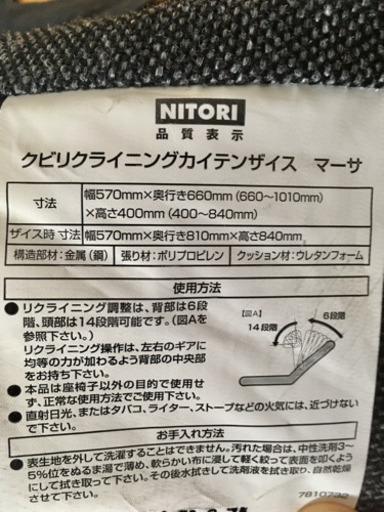 NITORI
品質表示
クビリクライニングカイテンザイス マーサ
寸法 幅570mm×奥行き660mm(660〜1010mm)
×高さ400mm(400〜840mm)
ザイス時 寸法 幅570mm×奥行き810mm×高さ840mm
構造部材:金属(鋼) 張り材:ポリプロピレン クッション材:ウレタンフォーム
使用方法
●リクライニング調整は、背部は6段
階、頭部は14段階可能です。(図Aを
参照下さい。)
リクライニング操作は、左右のギアに
均等の力が加わるよう背部の中央部
をお持ち下さい。
【図A】
14段階
6段階
●本品は座椅子以外の目的で使用せ
ず、正常な使用方法でご使用下さい。
●直射日光、またはタバコ、ライター、ストーブなどの火気には、近づけない
で下さい。
お手入れ方法
●表生地を外して洗濯することはできません。汚れた場合は、中性洗剤3〜
5%位をぬるま湯で薄め、軟らかい布に浸して軽く絞って表面を叩くよう
にして拭き取り、その後水拭きして洗剤液を拭き取り、自然乾燥
させて下さい。
7810732